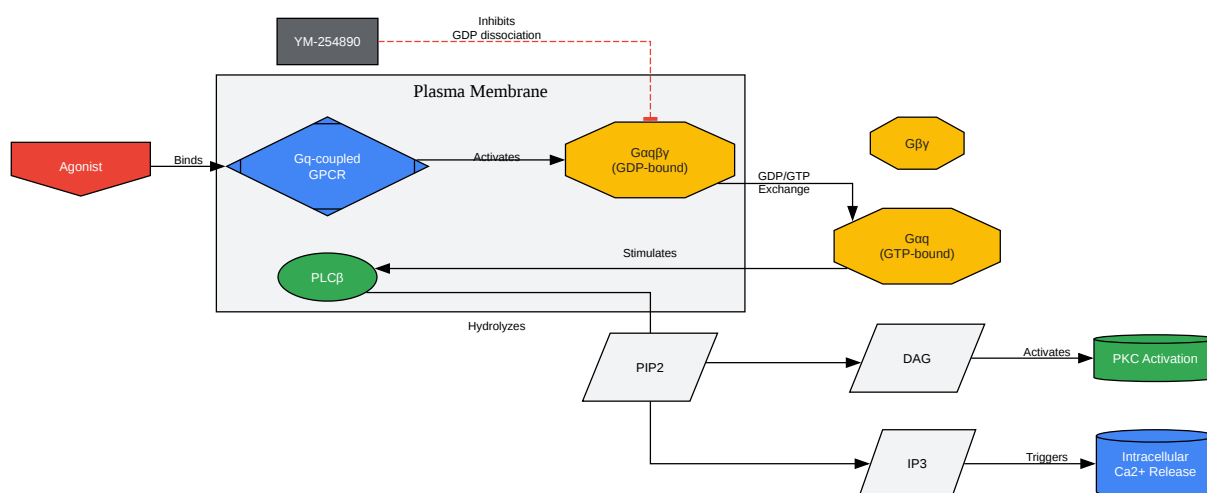 Inhibits
GDP dissociation
YM-254890
Plasma Membrane
Agonist
Binds
Gq-coupled
GPCR
Activates
Gαqβγ
(GDP-bound)
Gβγ
GDP/GTP
Exchange
Gαq
(GTP-bound)
Stimulates
PLCβ
Hydrolyzes
PIP2
DAG
Activates
PKC Activation
IP3
Triggers
Intracellular
Ca2+ Release